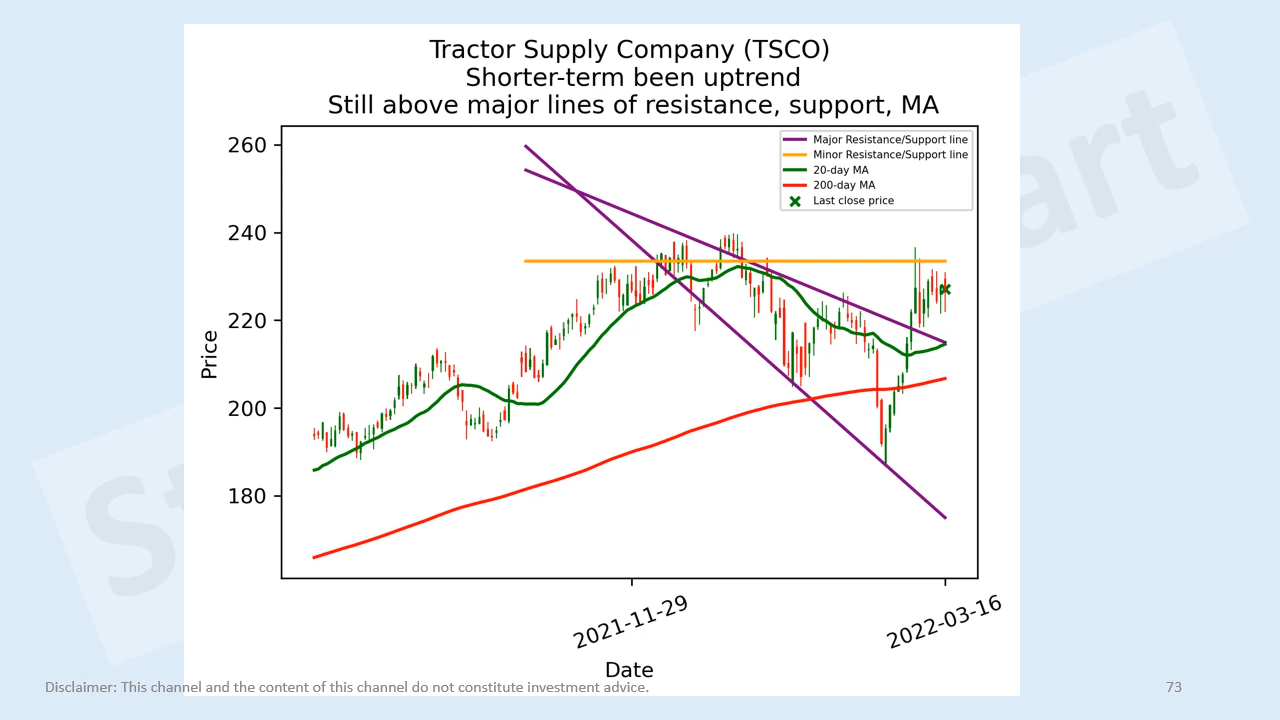 Tractor Supply Company (TSCO)
Shorter-term been uptrend
Still above major lines of resistance, support, MA
Major Resistance/Support line
Minor Resistance/Support line
20-day MA
200-day MA
Last close price
260
240
220
200
180
Price
2021-11-29
2022-03-16
Date
Disclaimer: This channel and the content of this channel do not constitute investment advice.
73